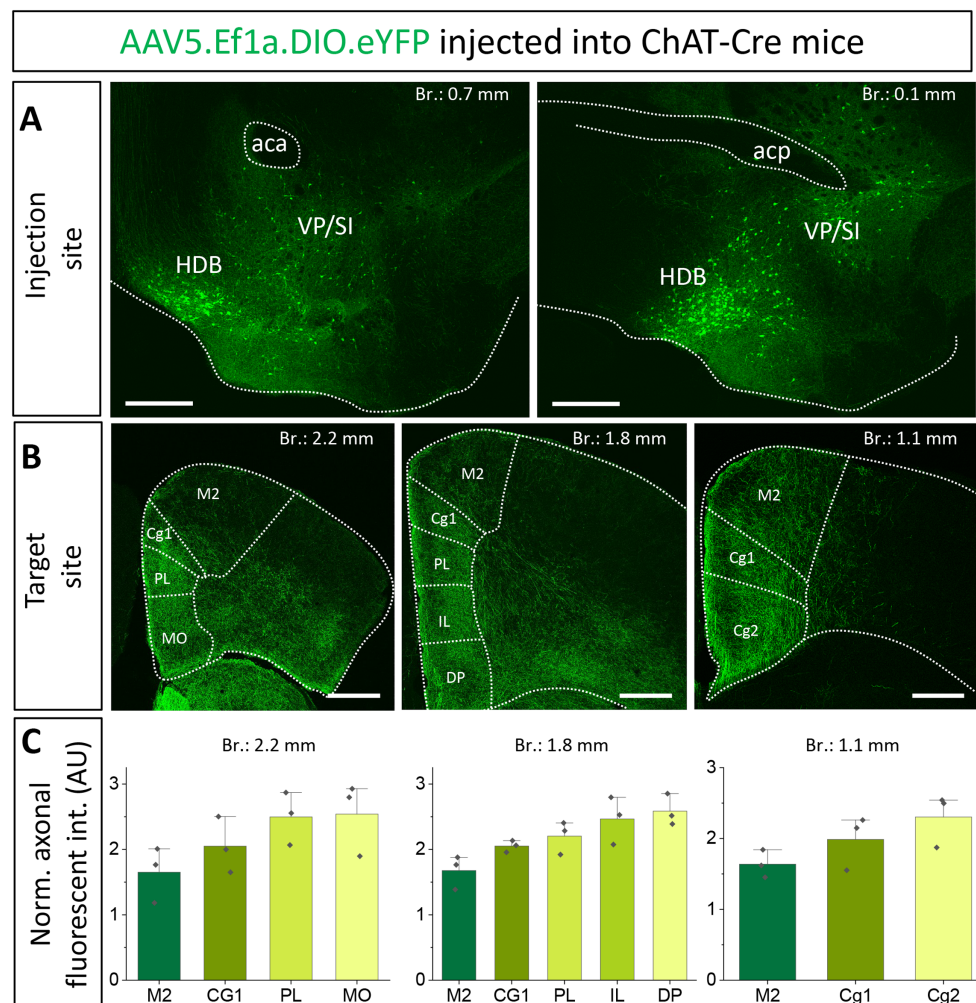 AAV5.Ef1a.DIO.eYFP injected into ChAT-Cre mice
A
Injection
site
Br.: 0.7 mm
aca
VP/SI
HDB
Br.: 0.1 mm
acp
VP/SI
HDB
B
Target
site
Br.: 2.2 mm
M2
Cg1
PL
MO
Br.: 1.8 mm
M2
Cg1
PL
IL
DP
Br.: 1.1 mm
M2
Cg1
Cg2
C
Norm. axonal
fluorescent int. (AU)
Br.: 2.2 mm
3
2
1
0
M2 CG1 PL MO
Br.: 1.8 mm
3
2
1
0
M2 CG1 PL IL DP
Br.: 1.1 mm
3
2
1
0
M2 Cg1 Cg2